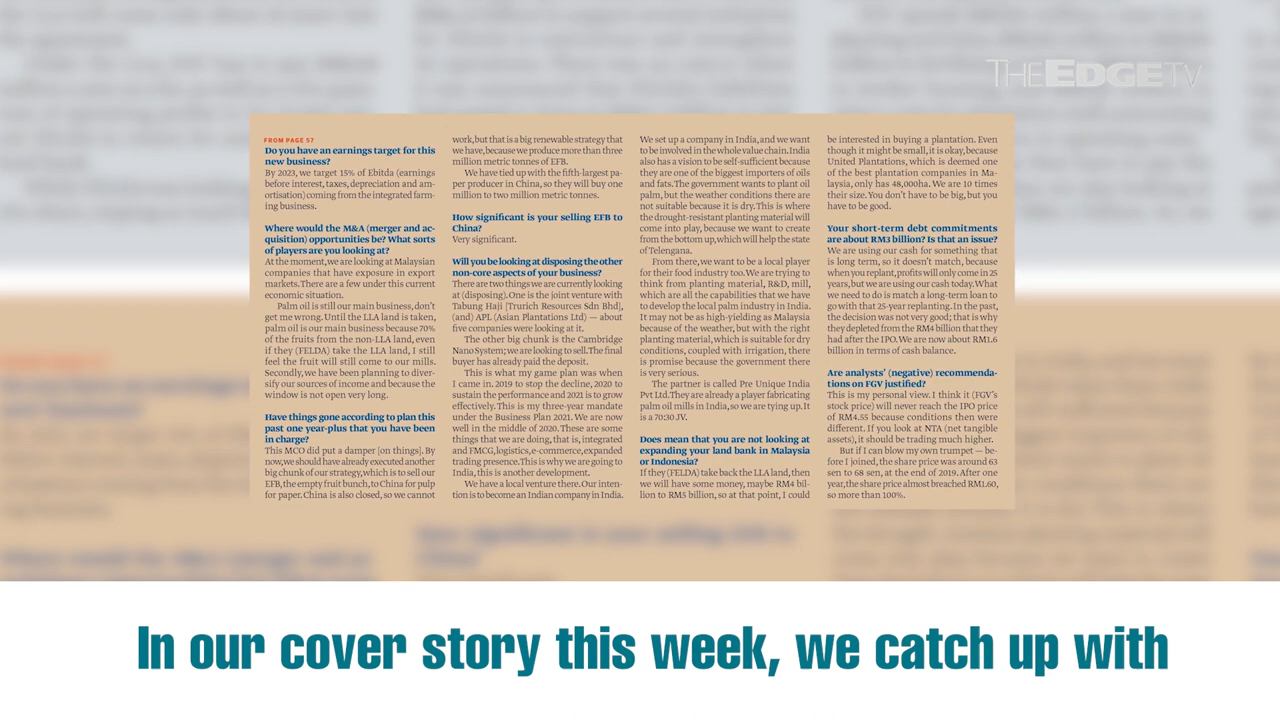 THE EDGE TV
FROM PAGE 57
Do you have an earnings target for this
new business?
By 2023, we target 15% of Ebitda (earnings
before interest, taxes, depreciation and am-
ortisation) coming from the integrated farm-
ing business.
Where would the M&A (merger and ac-
quisition) opportunities be? What sorts
of players are you looking at?
At the moment, we are looking at Malaysian
companies that have exposure in export
markets. There are a few under this current
economic situation.
Palm oil is still our main business, don't
get me wrong. Until the LLA land is taken,
palm oil is our main business because 70%
of the fruits from the non-LLA land, even
if they (FELDA) take the LLA land, I still
feel the fruit will still come to our mills.
Secondly, we have been planning to diver-
sify our sources of income and because the
window is not open very long.
Have things gone according to plan this
past one year-plus that you have been
in charge?
This MCO did put a damper [on things]. By
now, we should have already executed another
big chunk of our strategy, which is to sell our
EFB, the empty fruit bunch, to China for pulp
for paper. China is also closed, so we cannot
work, but that is a big renewable strategy that
we have, because we produce more than three
million metric tonnes of EFB.
We have tied up with the fifth-largest pa-
per producer in China, so they will buy one
million to two million metric tonnes.
How significant is your selling EFB to
China?
Very significant.
Will you be looking at disposing the other
non-core aspects of your business?
There are two things we are currently looking
at (disposing). One is the joint venture with
Tabung Haji [Trurich Resources Sdn Bhd],
(and) APL (Asian Plantations Ltd) — about
five companies were looking at it.
The other big chunk is the Cambridge
Nano System; we are looking to sell. The final
buyer has already paid the deposit.
This is what my game plan was when
I came in. 2019 to stop the decline, 2020 to
sustain the performance and 2021 is to grow
effectively. This is my three-year mandate
under the Business Plan 2021. We are now
well in the middle of 2020. These are some
things that we are doing, that is, integrated
and FMCG, logistics, e-commerce, expanded
trading presence. This is why we are going to
India, this is another development.
We have a local venture there. Our inten-
tion is to become an Indian company in India.
We set up a company in India, and we want
to be involved in the whole value chain. India
also has a vision to be self-sufficient because
they are one of the biggest importers of oils
and fats. The government wants to plant oil
palm, but the weather conditions there are
not suitable because it is dry. This is where
the drought-resistant planting material will
come into play, because we want to create
from the bottom up, which will help the state
of Telengana.
From there, we want to be a local player
for their food industry too. We are trying to
think from planting material, R&D, mill,
which are all the capabilities that we have
to develop the local palm industry in India.
It may not be as high-yielding as Malaysia
because of the weather, but with the right
planting material, which is suitable for dry
conditions, coupled with irrigation, there
is promise because the government there
is very serious.
The partner is called Pre Unique India
Pvt Ltd. They are already a player fabricating
palm oil mills in India, so we are tying up. It
is a 70:30 JV.
Does mean that you are not looking at
expanding your land bank in Malaysia
or Indonesia?
If they (FELDA) take back the LLA land, then
we will have some money, maybe RM4 bil-
lion to RM5 billion, so at that point, I could
be interested in buying a plantation. Even
though it might be small, it is okay, because
United Plantations, which is deemed one
of the best plantation companies in Ma-
laysia, only has 48,000ha. We are 10 times
their size. You don't have to be big, but you
have to be good.
Your short-term debt commitments
are about RM3 billion? Is that an issue?
We are using our cash for something that
is long term, so it doesn't match, because
when you replant, profits will only come in 25
years, but we are using our cash today. What
we need to do is match a long-term loan to
go with that 25-year replanting. In the past,
the decision was not very good; that is why
they depleted from the RM4 billion that they
had after the IPO. We are now about RM1.6
billion in terms of cash balance.
Are analysts' (negative) recommenda-
tions on FGV justified?
This is my personal view. I think it (FGV's
stock price) will never reach the IPO price
of RM4.55 because conditions then were
different. If you look at NTA (net tangible
assets), it should be trading much higher.
But if I can blow my own trumpet — be-
fore I joined, the share price was around 63
sen to 68 sen, at the end of 2019. After one
year, the share price almost breached RM1.60,
so more than 100%.
In our cover story this week, we catch up with